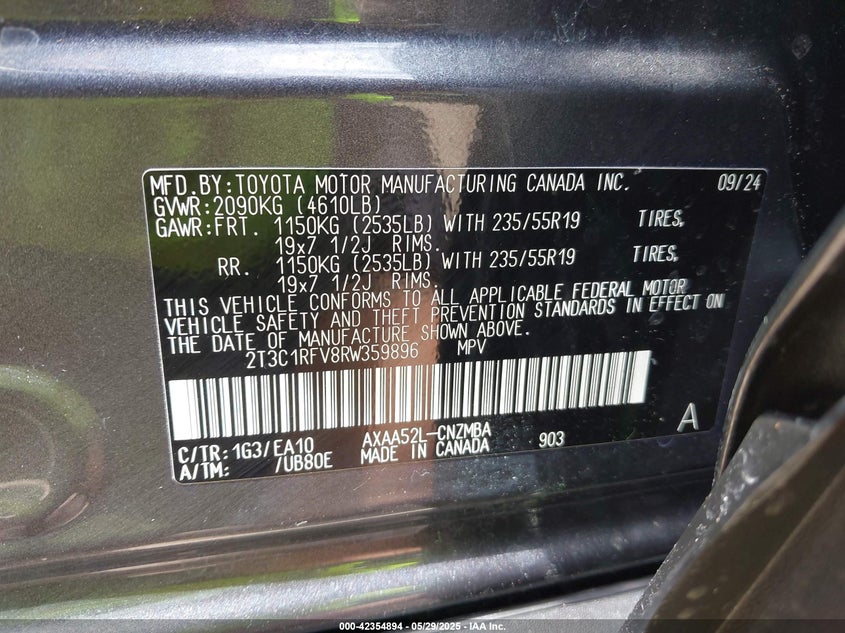 MFD.BY:TOYOTA MOTOR MANUFACTURING CANADA INC. 09/24
GVWR:2090KG (4610LB)
GAWR:FRT. 1150KG (2535LB) WITH 235/55R19 TIRES,
19x7 1/2J RIMS.
RR. 1150KG (2535LB) WITH 235/55R19 TIRES,
19x7 1/2J RIMS.
THIS VEHICLE CONFORMS TO ALL APPLICABLE FEDERAL MOTOR
VEHICLE SAFETY AND THEFT PREVENTION STANDARDS IN EFFECT ON
THE DATE OF MANUFACTURE SHOWN ABOVE.
2T3C1RFV8RW359896 MPV
C/TR:1G3/EA10 AXAA52L-CNZMBA
A/TM: /UB80E MADE IN CANADA 903 A
000-42354894 - 05/29/2025 - IAA Inc.